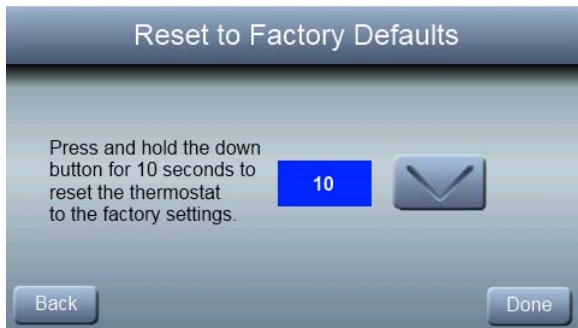 Reset to Factory Defaults
Press and hold the down
button for 10 seconds to
reset the thermostat
to the factory settings.
10
Back
Done